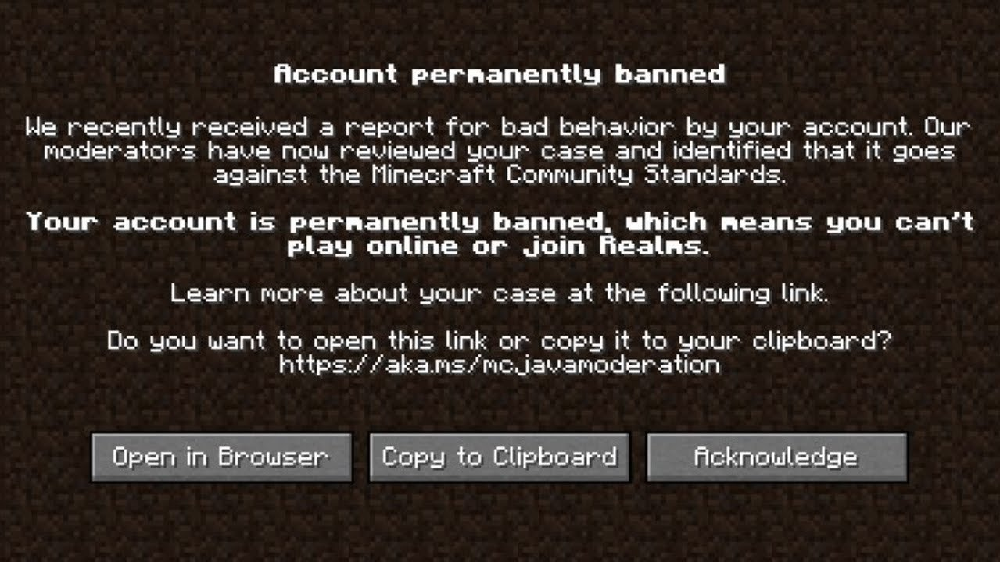 Account permanently banned
We recently received a report for bad behavior by your account. Our
moderators have now reviewed your case and identified that it goes
against the Minecraft Community Standards.
Your account is permanently banned, which means you can't
play online or join Realms.
Learn more about your case at the following link.
Do you want to open this link or copy it to your clipboard?
https://aka.ms/mcjavamoderation
Open in Browser
Copy to Clipboard
Acknowledge